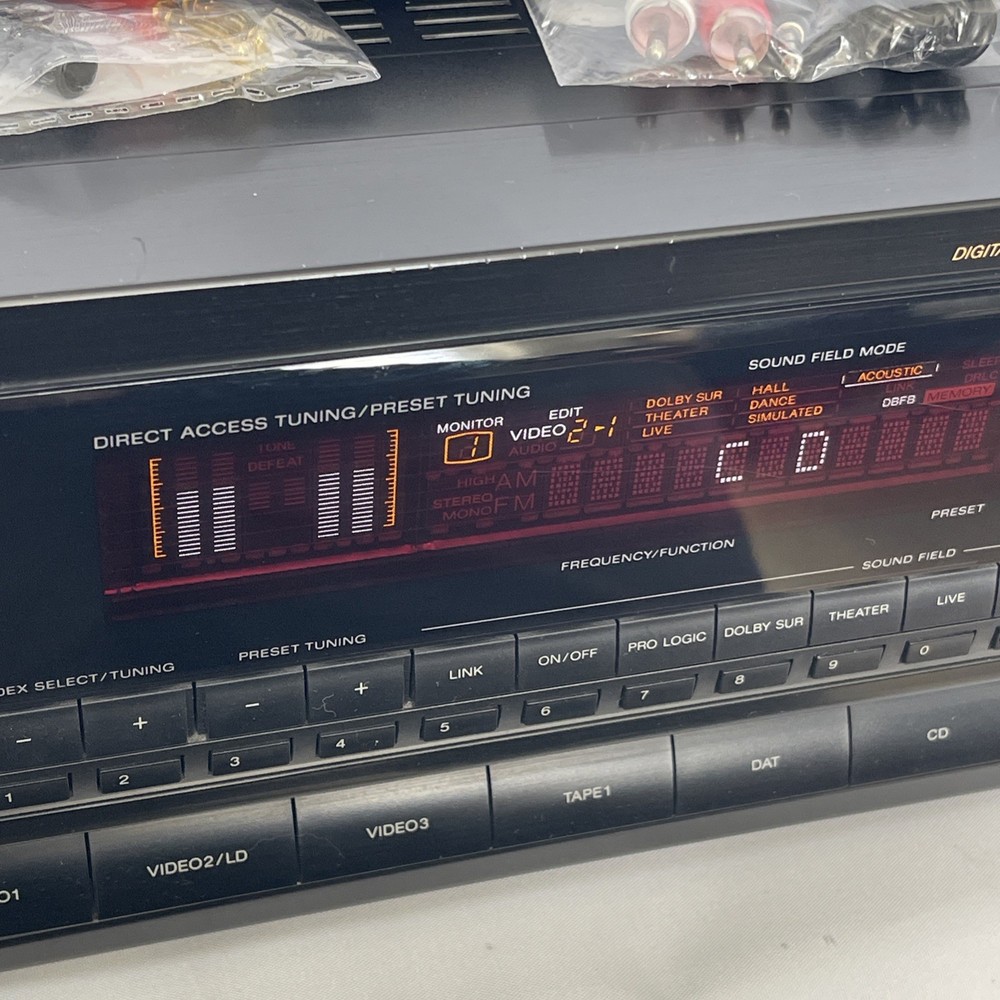 DIGITA
SOUND FIELD MODE
DIRECT ACCESS TUNING/PRESET TUNING
TONE
DEFEAT
MONITOR
1
EDIT
VIDEO 2-1
AUDIO
HIGH AM
STEREO FM
MONO
DOLBY SUR
THEATER
LIVE
HALL
DANCE
SIMULATED
ACOUSTIC
LINK
DBFB
SLEEP
DRLC
MEMORY
C D
FREQUENCY/FUNCTION
PRESET
SOUND FIELD
DEX SELECT/TUNING
PRESET TUNING
− + − + LINK ON/OFF PRO LOGIC DOLBY SUR THEATER LIVE
1 2 3 4 5 6 7 8 9 0
O1 VIDEO2/LD VIDEO3 TAPE1 DAT CD